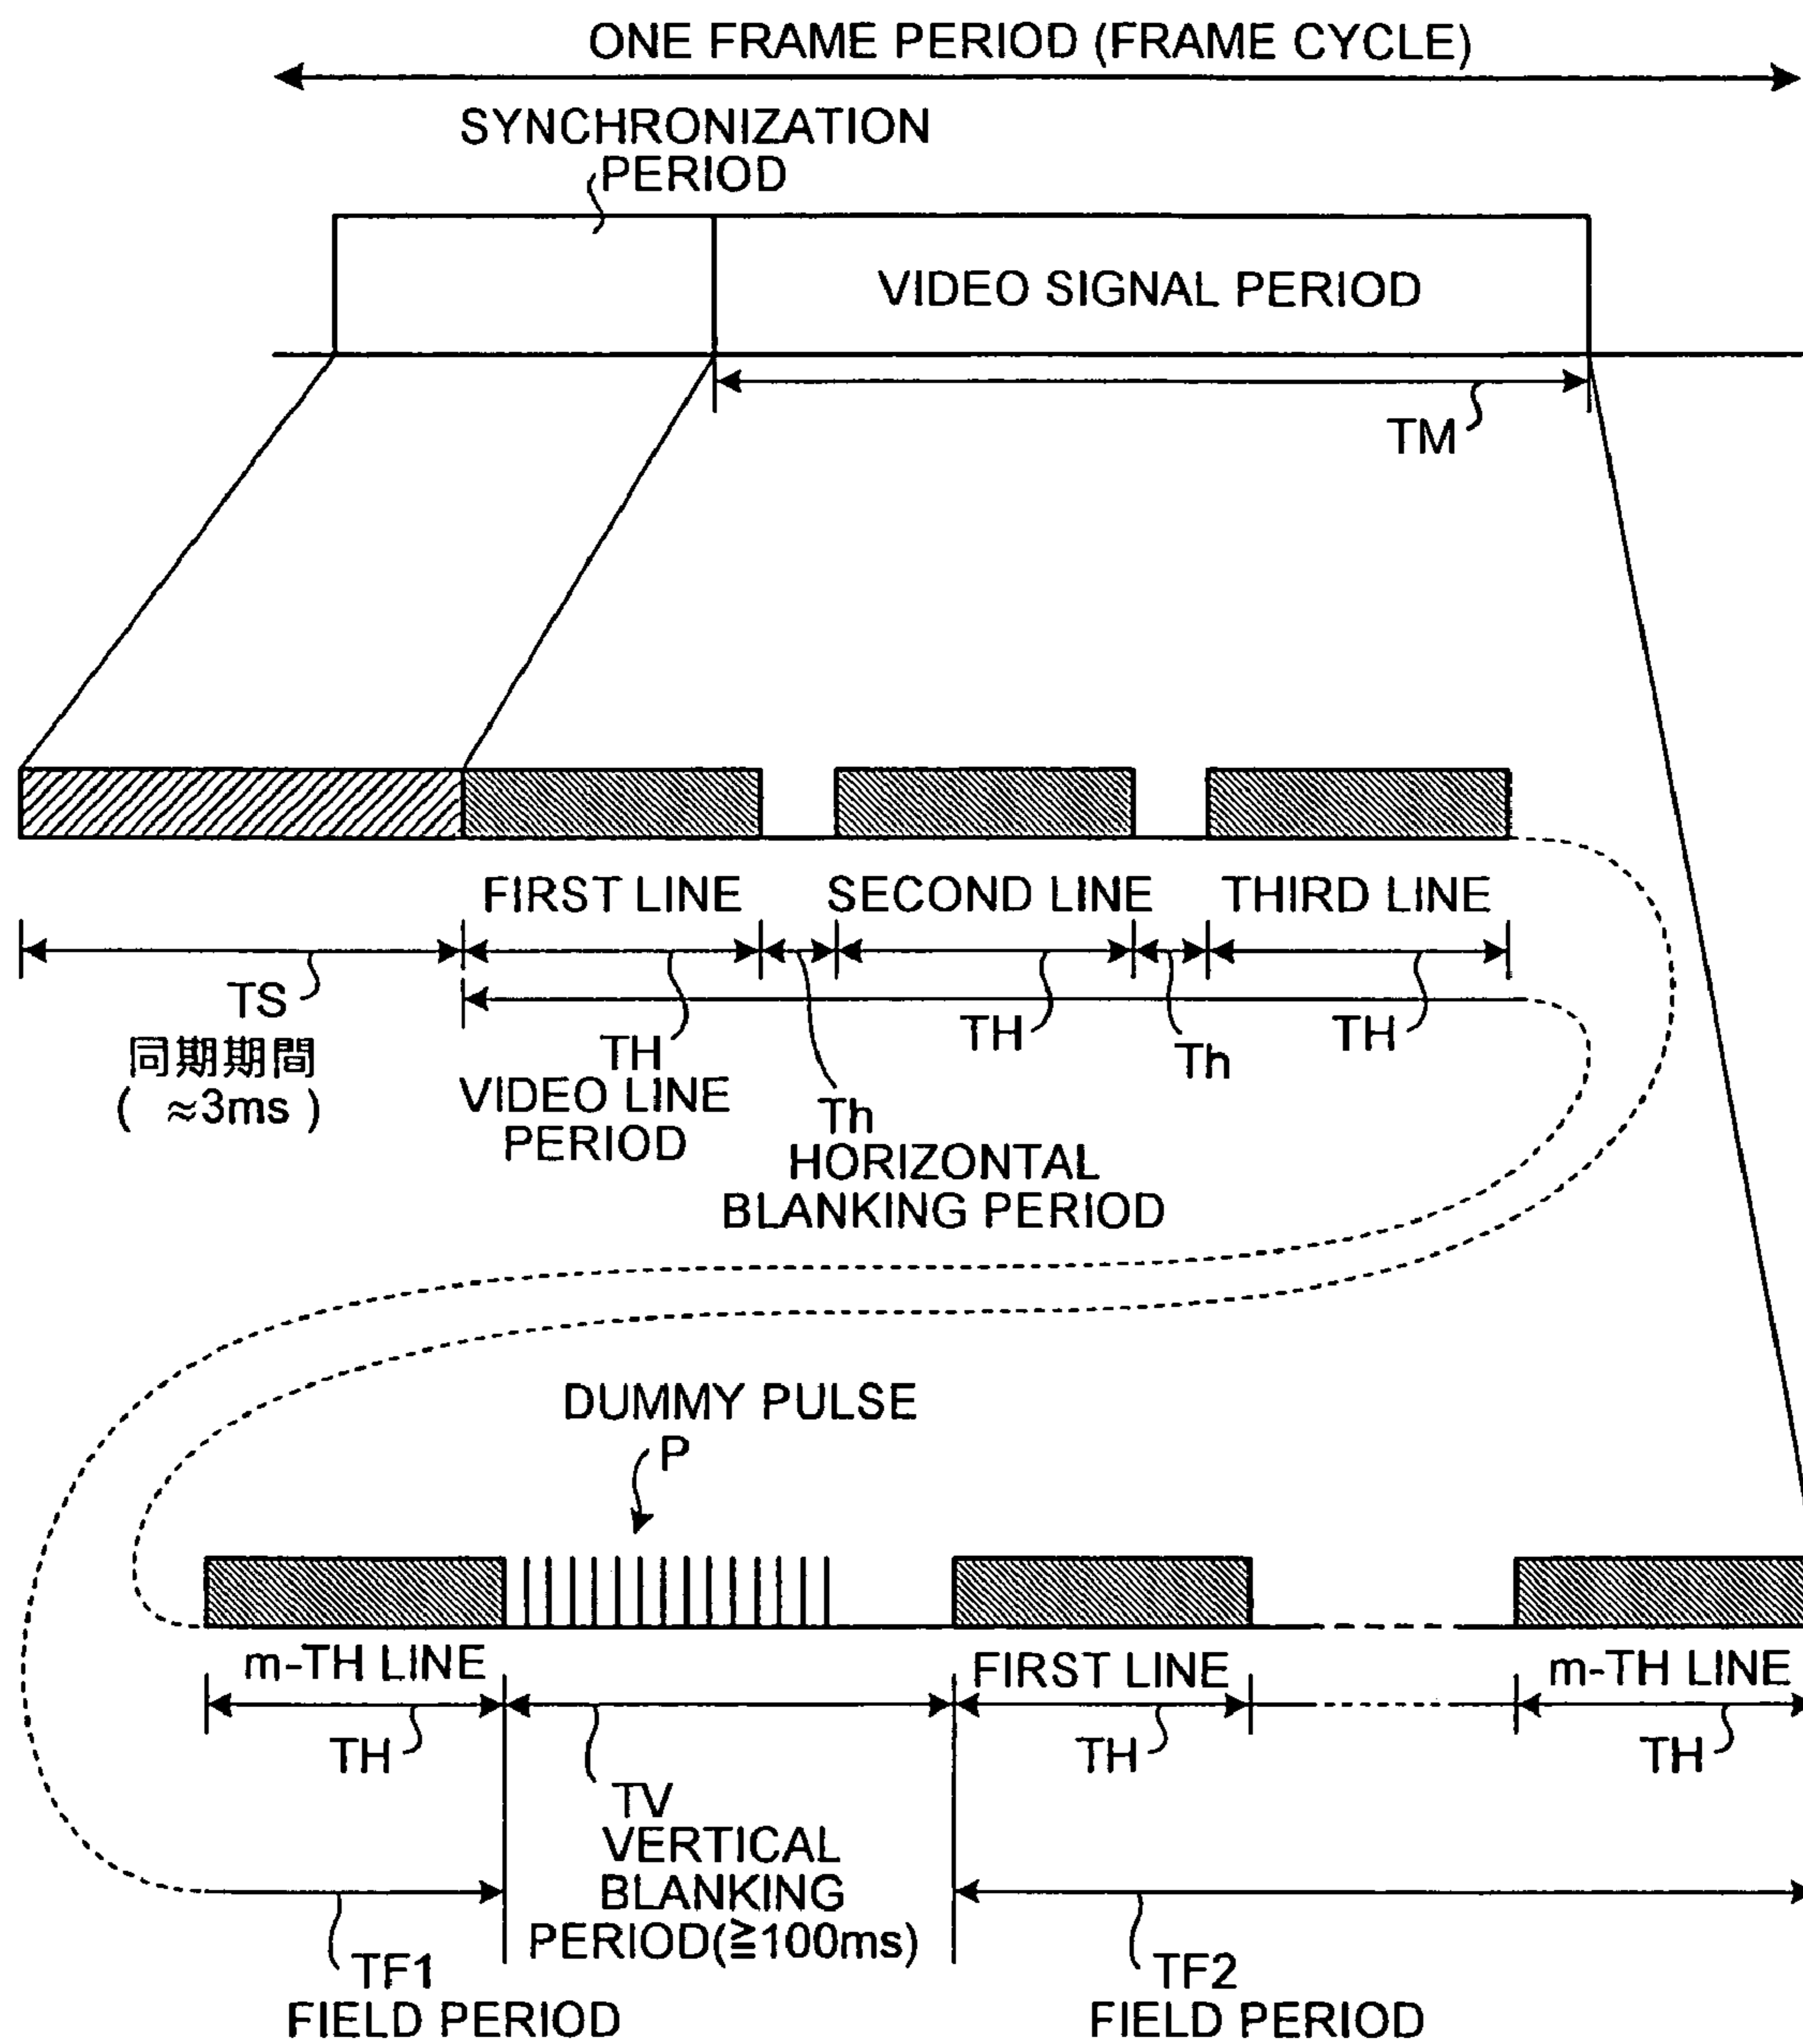 ONE FRAME PERIOD (FRAME CYCLE)
SYNCHRONIZATION
PERIOD
VIDEO SIGNAL PERIOD
TM
FIRST LINE
SECOND LINE
THIRD LINE
TS
同期期間
( ≈3ms )
TH
VIDEO LINE
PERIOD
Th
HORIZONTAL
BLANKING PERIOD
TH
Th
TH
DUMMY PULSE
P
m-TH LINE
FIRST LINE
m-TH LINE
TH
TV
VERTICAL
BLANKING
PERIOD(≧100ms)
TH
TH
TF1
FIELD PERIOD
TF2
FIELD PERIOD